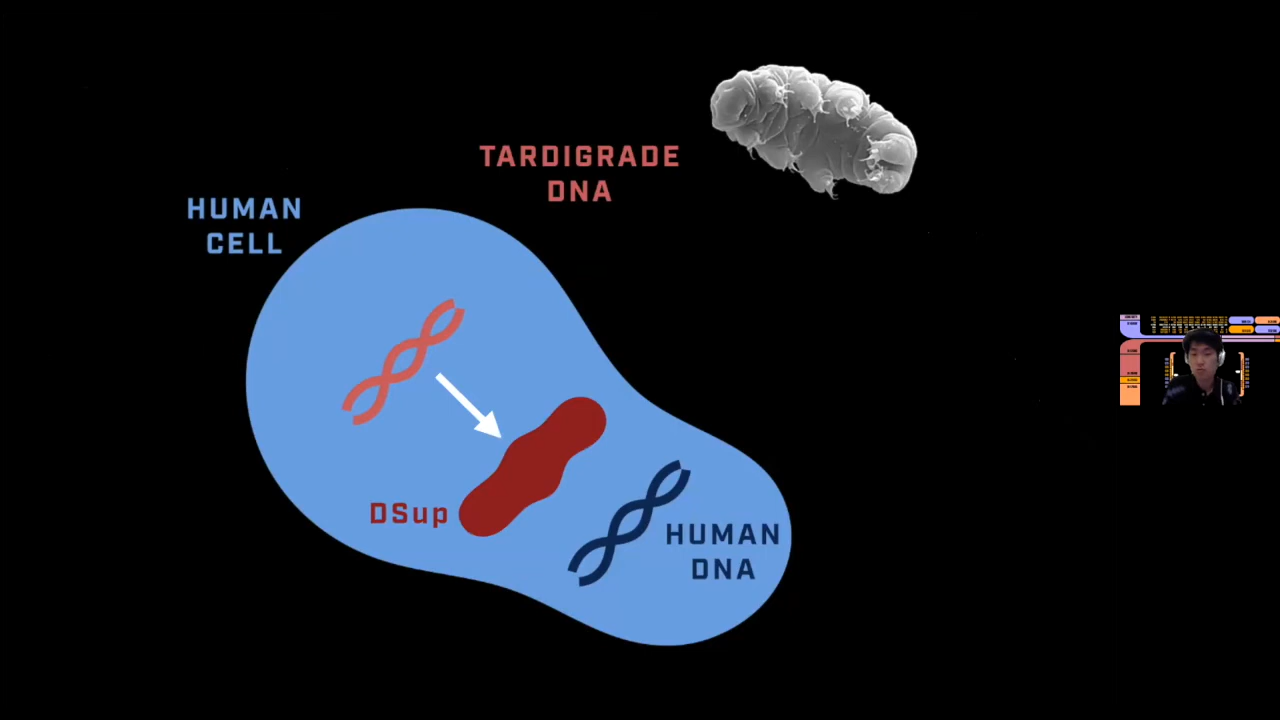 TARDIGRADE
DNA
HUMAN
CELL
DSup
HUMAN
DNA